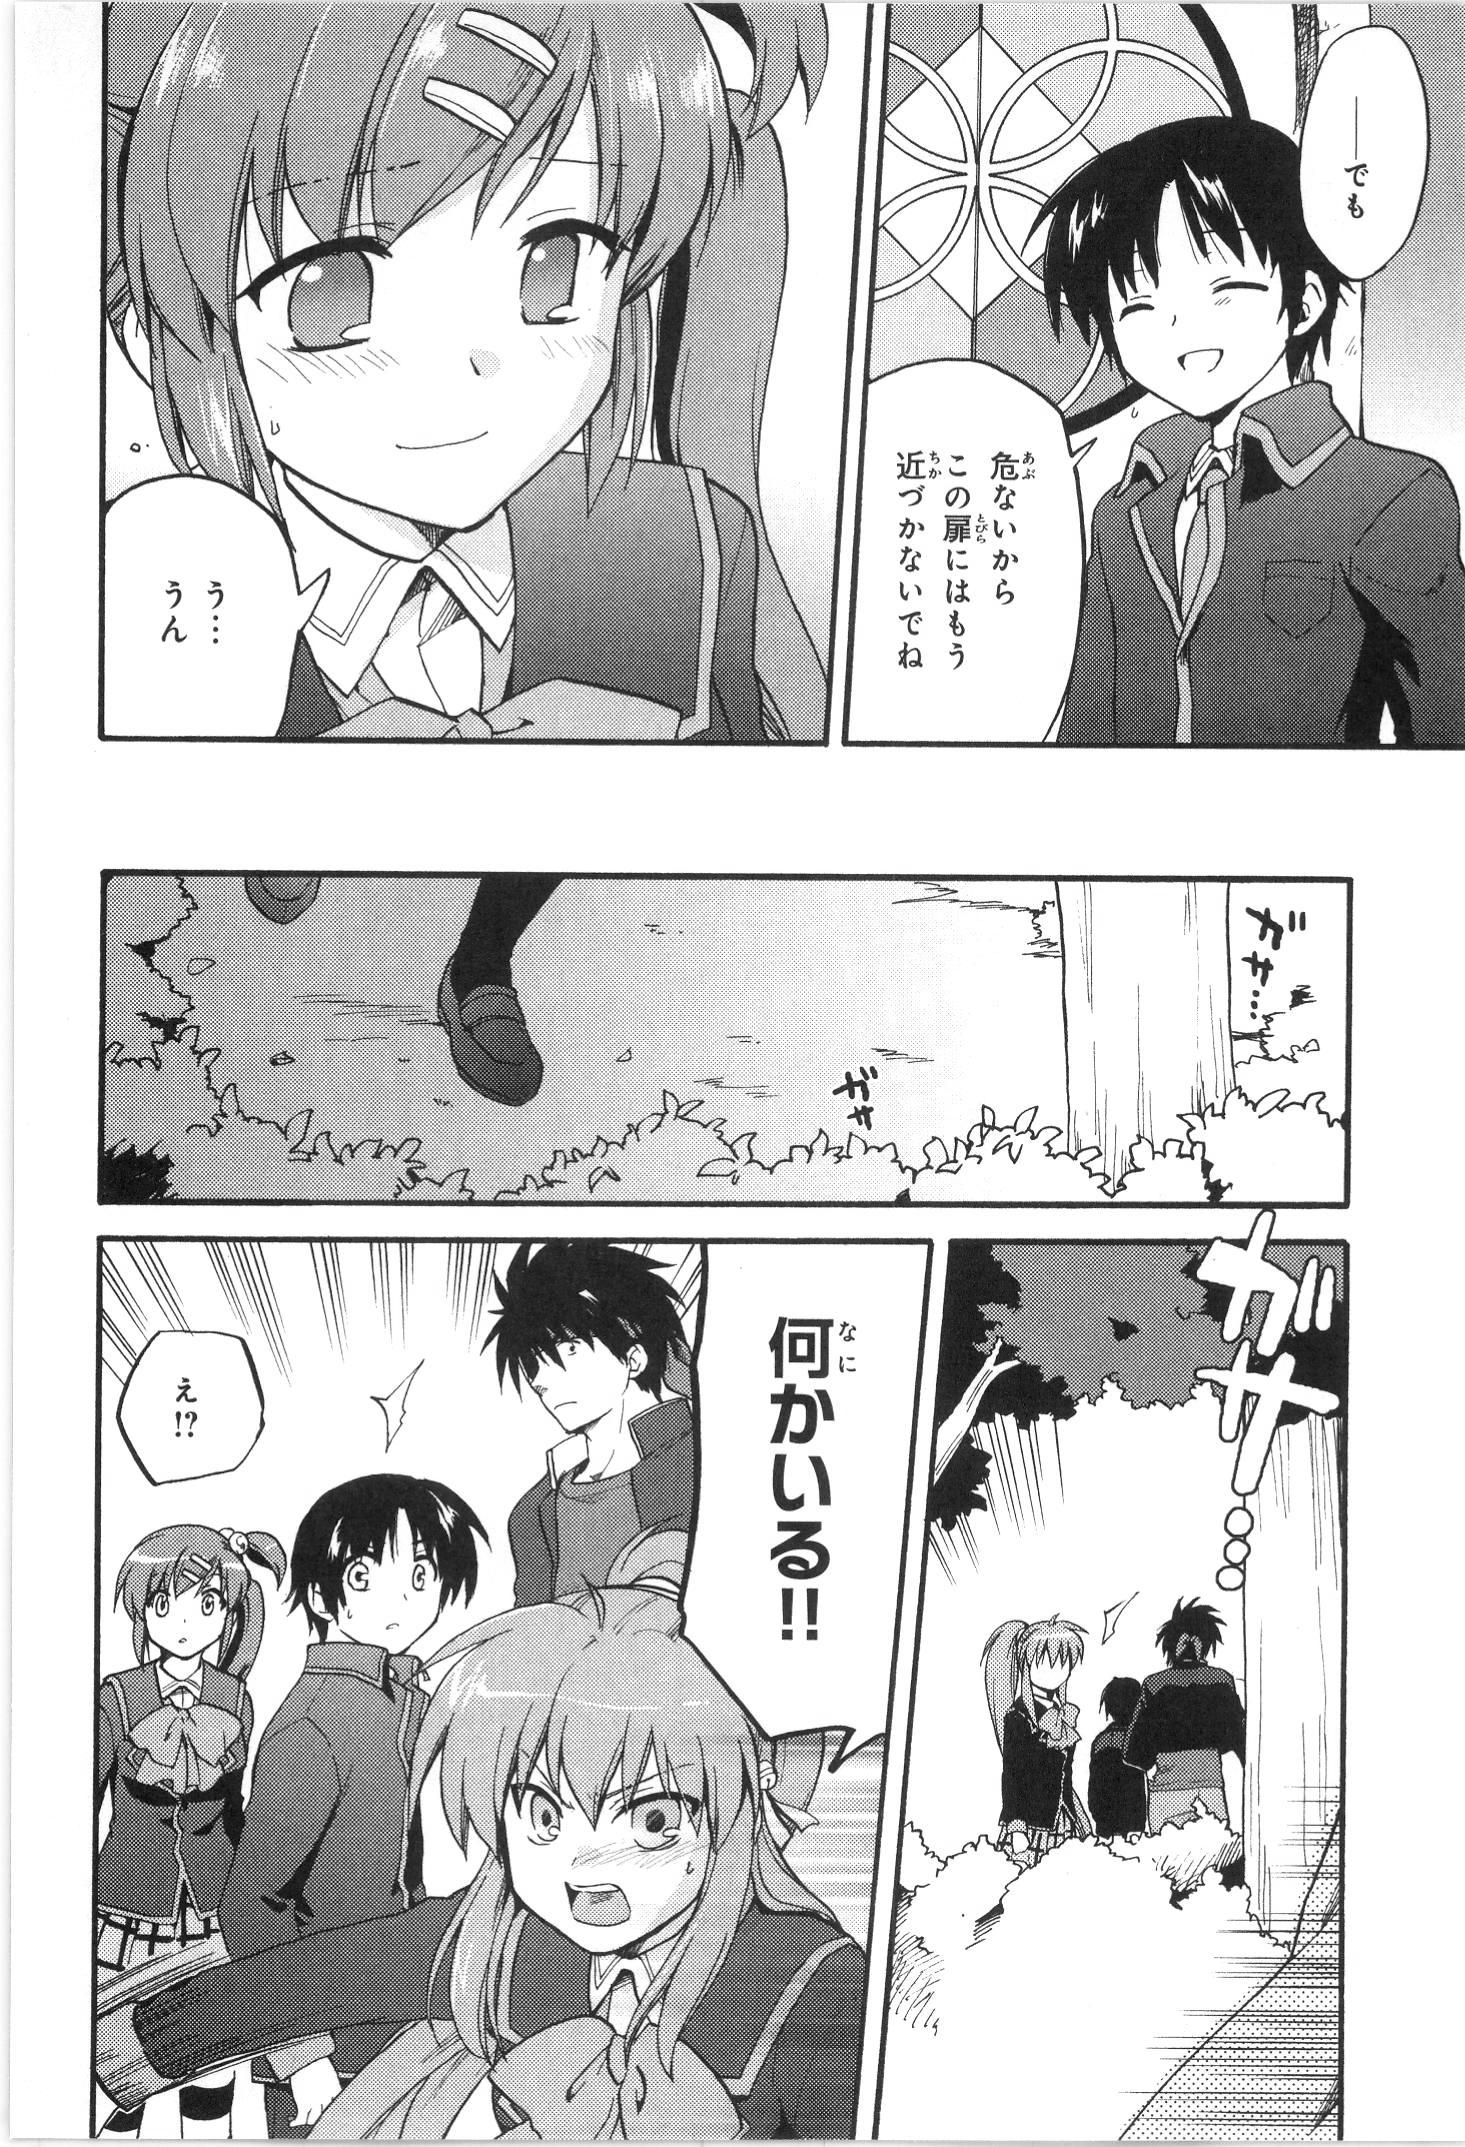 ──でも
危ないから
この扉にはもう
近づかないでね
う…
うん
ガサ…
ガサ
ガサ…
何かいる!!
え!?